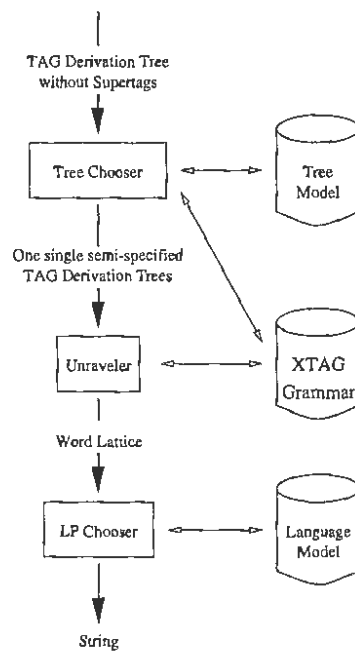 TAG Derivation Tree
without Supertags
Tree Chooser
Tree
Model
One single semi-specified
TAG Derivation Trees
Unraveler
XTAG
Grammar
Word Lattice
LP Chooser
Language
Model
String